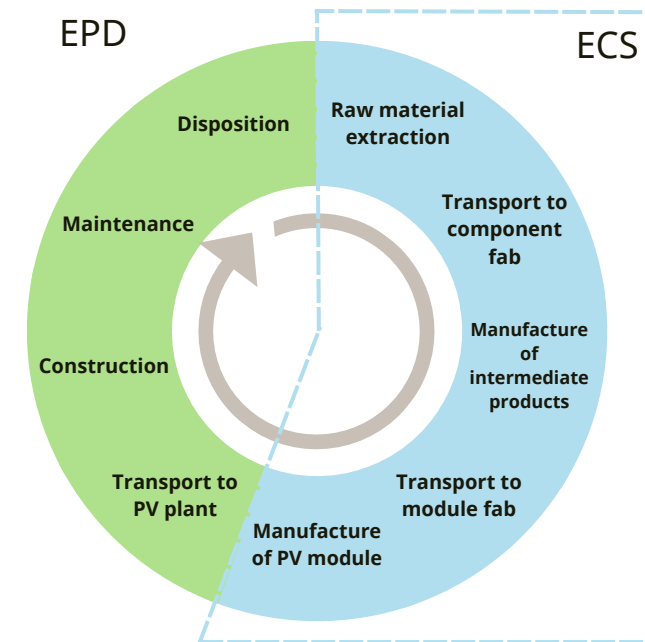 EPD
ECS
Raw material
extraction
Transport to
component
fab
Manufacture
of
intermediate
products
Transport to
module fab
Manufacture
of PV module
Transport to
PV plant
Construction
Maintenance
Disposition